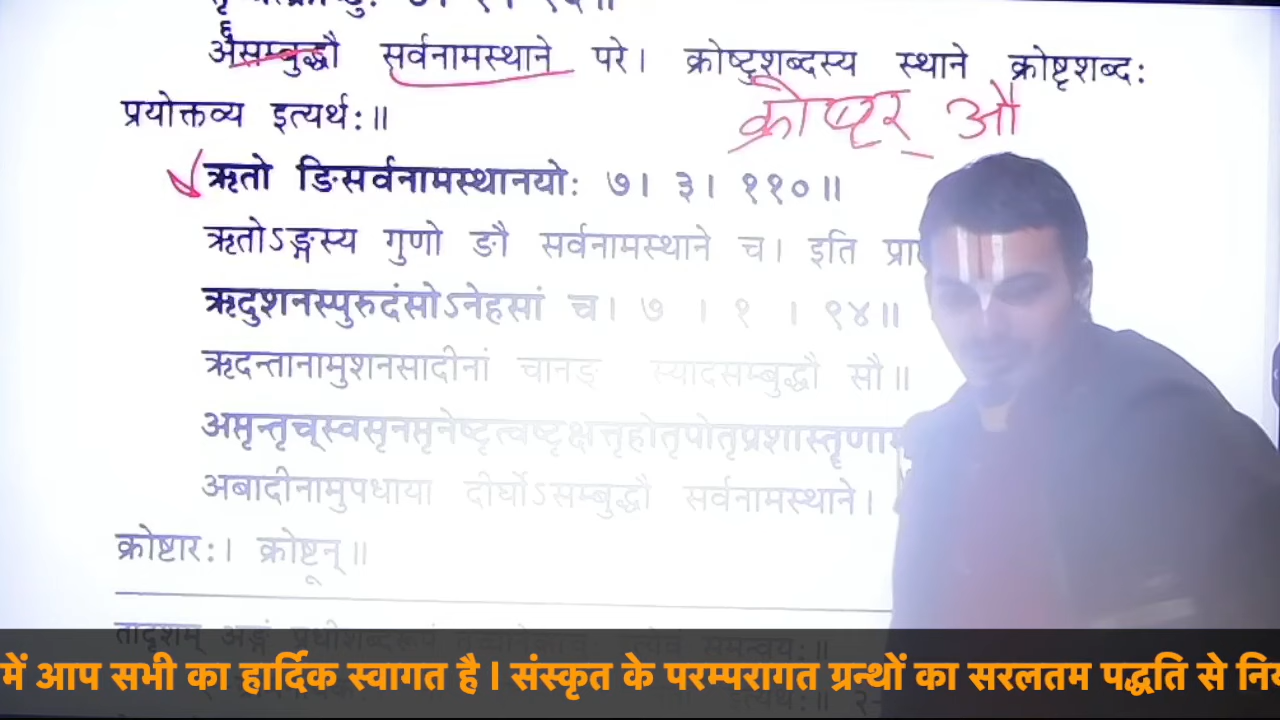 असम्बुद्धौ सर्वनामस्थाने परे। क्रोष्टुशब्दस्य स्थाने क्रोष्टृशब्दः
प्रयोक्तव्य इत्यर्थः॥
क्रोष्टर् औ
ऋतो ङिसर्वनामस्थानयोः ७। ३। ११०॥
ऋतोऽङ्गस्य गुणो ङौ सर्वनामस्थाने च। इति
ऋदुशनस्पुरुदंसोऽनेहसां च। ७ । १ । ९४॥
ऋदन्तानामुशनसादीनां चानङ् स्यादसम्बुद्धौ सौ॥
अप्तृन्तृच्स्वसृनप्तृनेष्टृत्वष्टृक्षत्तृहोतृपोतृप्रशास्तॄणाम
अबादीनामुपधाया दीर्घोऽसम्बुद्धौ सर्वनामस्थाने।
क्रोष्टारः। क्रोष्टून्॥
तादृशम् अङ्गं
में आप सभी का हार्दिक स्वागत है । संस्कृत के परम्परागत ग्रन्थों का सरलतम पद्धति से